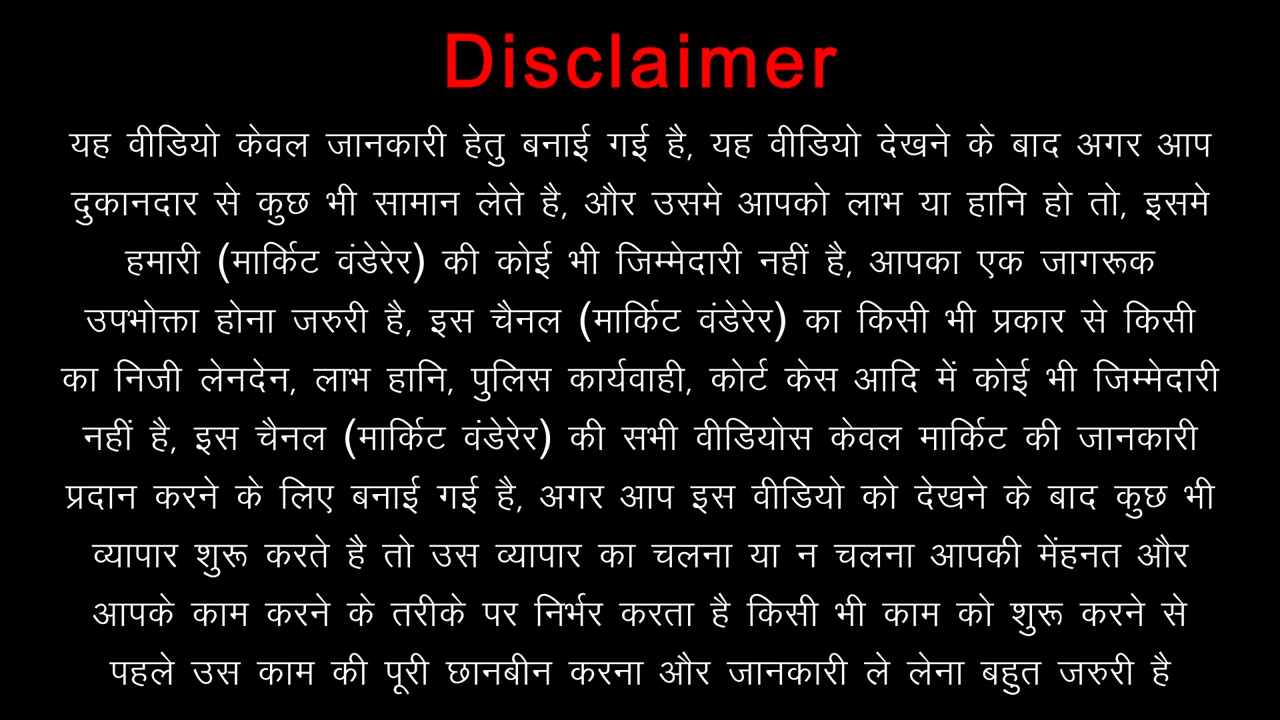 Disclaimer
यह वीडियो केवल जानकारी हेतु बनाई गई है, यह वीडियो देखने के बाद अगर आप
दुकानदार से कुछ भी सामान लेते है, और उसमे आपको लाभ या हानि हो तो, इसमे
हमारी (मार्किट वंडेरेर) की कोई भी जिम्मेदारी नहीं है, आपका एक जागरूक
उपभोक्ता होना जरुरी है, इस चैनल (मार्किट वंडेरेर) का किसी भी प्रकार से किसी
का निजी लेनदेन, लाभ हानि, पुलिस कार्यवाही, कोर्ट केस आदि में कोई भी जिम्मेदारी
नहीं है, इस चैनल (मार्किट वंडेरेर) की सभी वीडियोस केवल मार्किट की जानकारी
प्रदान करने के लिए बनाई गई है, अगर आप इस वीडियो को देखने के बाद कुछ भी
व्यापार शुरू करते है तो उस व्यापार का चलना या न चलना आपकी मेंहनत और
आपके काम करने के तरीके पर निर्भर करता है किसी भी काम को शुरू करने से
पहले उस काम की पूरी छानबीन करना और जानकारी ले लेना बहुत जरुरी है